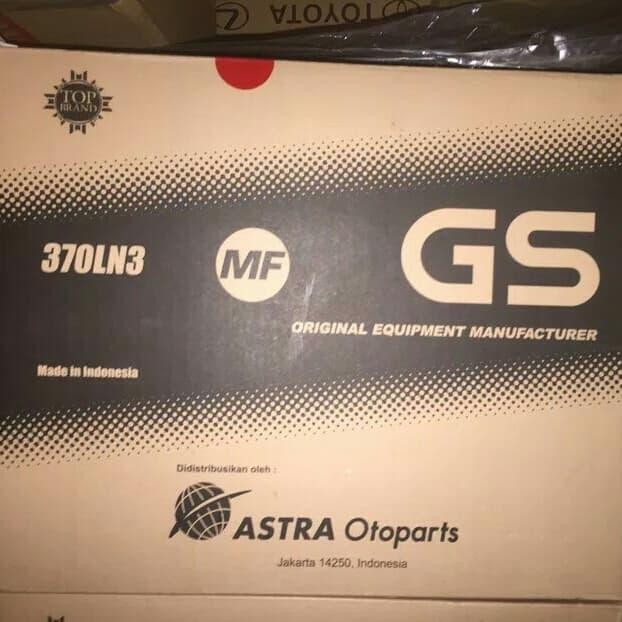 TOYOTA
TOP
BRAND
370LN3
MF
GS
ORIGINAL EQUIPMENT MANUFACTURER
Made in Indonesia
Didistribusikan oleh :
ASTRA Otoparts
Jakarta 14250, Indonesia